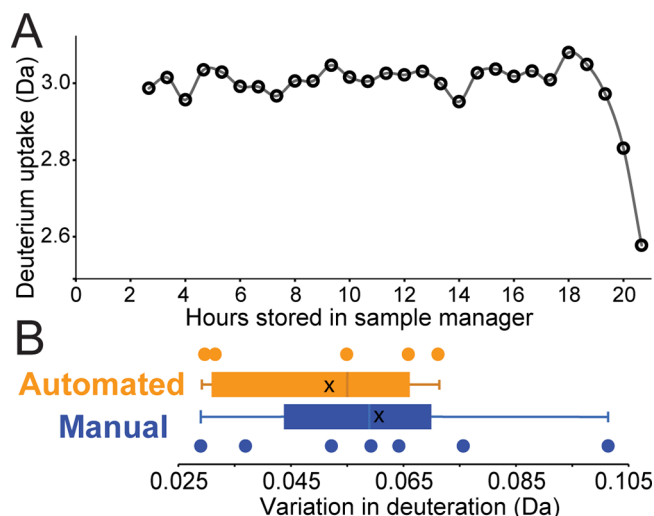 A
Deuterium uptake (Da)
3.0
2.8
2.6
0 2 4 6 8 10 12 14 16 18 20
Hours stored in sample manager
B
Automated
x
Manual
x
0.025 0.045 0.065 0.085 0.105
Variation in deuteration (Da)